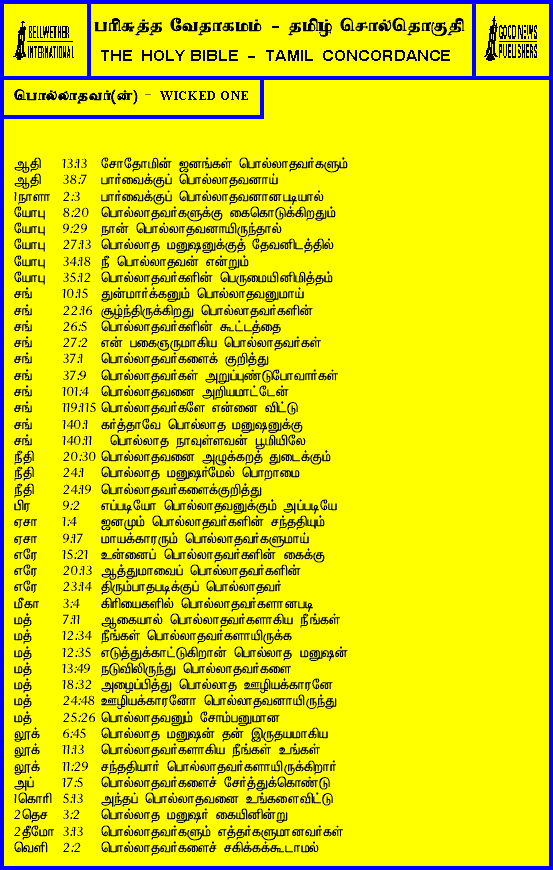 BELLWETHER
INTERNATIONAL
பரிசுத்த வேதாகமம் - தமிழ் சொல்தொகுதி
THE HOLY BIBLE - TAMIL CONCORDANCE
GOOD NEWS
PUBLISHERS
பொல்லாதவர்(ன்) - WICKED ONE
ஆதி 13:13 சோதோமின் ஜனங்கள் பொல்லாதவர்களும்
ஆதி 38:7 பார்வைக்குப் பொல்லாதவனாய்
1நாளா 2:3 பார்வைக்குப் பொல்லாதவனானபடியால்
யோபு 8:20 பொல்லாதவர்களுக்கு கைகொடுக்கிறதும்
யோபு 9:29 நான் பொல்லாதவனாயிருந்தால்
யோபு 27:13 பொல்லாத மனுஷனுக்குத் தேவனிடத்தில்
யோபு 34:18 நீ பொல்லாதவன் என்றும்
யோபு 35:12 பொல்லாதவர்களின் பெருமையினிமித்தம்
சங் 10:15 துன்மார்க்கனும் பொல்லாதவனுமாய்
சங் 22:16 சூழ்ந்திருக்கிறது பொல்லாதவர்களின்
சங் 26:5 பொல்லாதவர்களின் கூட்டத்தை
சங் 27:2 என் பகைஞருமாகிய பொல்லாதவர்கள்
சங் 37:1 பொல்லாதவர்களைக் குறித்து
சங் 37:9 பொல்லாதவர்கள் அறுப்புண்டுபோவார்கள்
சங் 101:4 பொல்லாதவனை அறியமாட்டேன்
சங் 119:115 பொல்லாதவர்களே என்னை விட்டு
சங் 140:1 கர்த்தாவே பொல்லாத மனுஷனுக்கு
சங் 140:11 பொல்லாத நாவுள்ளவன் பூமியிலே
நீதி 20:30 பொல்லாதவனை அழுக்கறத் துடைக்கும்
நீதி 24:1 பொல்லாத மனுஷர்மேல் பொறாமை
நீதி 24:19 பொல்லாதவர்களைக்குறித்து
பிர 9:2 எப்படியோ பொல்லாதவனுக்கும் அப்படியே
ஏசா 1:4 ஜனமும் பொல்லாதவர்களின் சந்ததியும்
ஏசா 9:17 மாயக்காரரும் பொல்லாதவர்களுமாய்
எரே 15:21 உன்னைப் பொல்லாதவர்களின் கைக்கு
எரே 20:13 ஆத்துமாவைப் பொல்லாதவர்களின்
எரே 23:14 திரும்பாதபடிக்குப் பொல்லாதவர்
மீகா 3:4 கிரியைகளில் பொல்லாதவர்களானபடி
மத் 7:11 ஆகையால் பொல்லாதவர்களாகிய நீங்கள்
மத் 12:34 நீங்கள் பொல்லாதவர்களாயிருக்க
மத் 12:35 எடுத்துக்காட்டுகிறான் பொல்லாத மனுஷன்
மத் 13:49 நடுவிலிருந்து பொல்லாதவர்களை
மத் 18:32 அழைப்பித்து பொல்லாத ஊழியக்காரனே
மத் 24:48 ஊழியக்காரனோ பொல்லாதவனாயிருந்து
மத் 25:26 பொல்லாதவனும் சோம்பனுமான
லூக் 6:45 பொல்லாத மனுஷன் தன் இருதயமாகிய
லூக் 11:13 பொல்லாதவர்களாகிய நீங்கள் உங்கள்
லூக் 11:29 சந்ததியார் பொல்லாதவர்களாயிருக்கிறார்
அப் 17:5 பொல்லாதவர்களைச் சேர்த்துக்கொண்டு
1கொரி 5:13 அந்தப் பொல்லாதவனை உங்களைவிட்டு
2தெச 3:2 பொல்லாத மனுஷர் கையினின்று
2தீமோ 3:13 பொல்லாதவர்களும் எத்தர்களுமானவர்கள்
வெளி 2:2 பொல்லாதவர்களைச் சகிக்கக்கூடாமல்